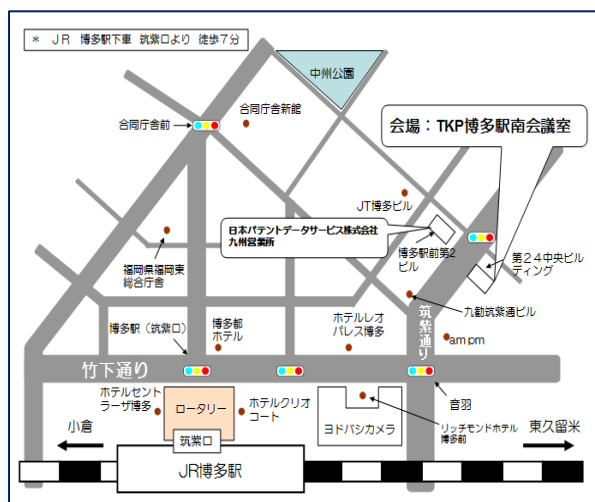 ＊ ＪＲ 博多駅下車 筑紫口より 徒歩７分
中州公園
合同庁舎新館
合同庁舎前
会場：TKP博多駅南会議室
JT博多ビル
日本パテントデータサービス株式会社
九州営業所
博多駅前第2
ビル
第２４中央ビル
ディング
福岡県福岡東
総合庁舎
九勧筑紫通ビル
博多駅（筑紫口）
博多都
ホテル
ホテルレオ
パレス博多
筑紫通り
am pm
竹下通り
ホテルセント
ラーザ博多
ロータリー
ホテルクリオ
コート
音羽
ヨドバシカメラ
リッチモンドホテル
博多前
小倉
筑紫口
東久留米
JR博多駅